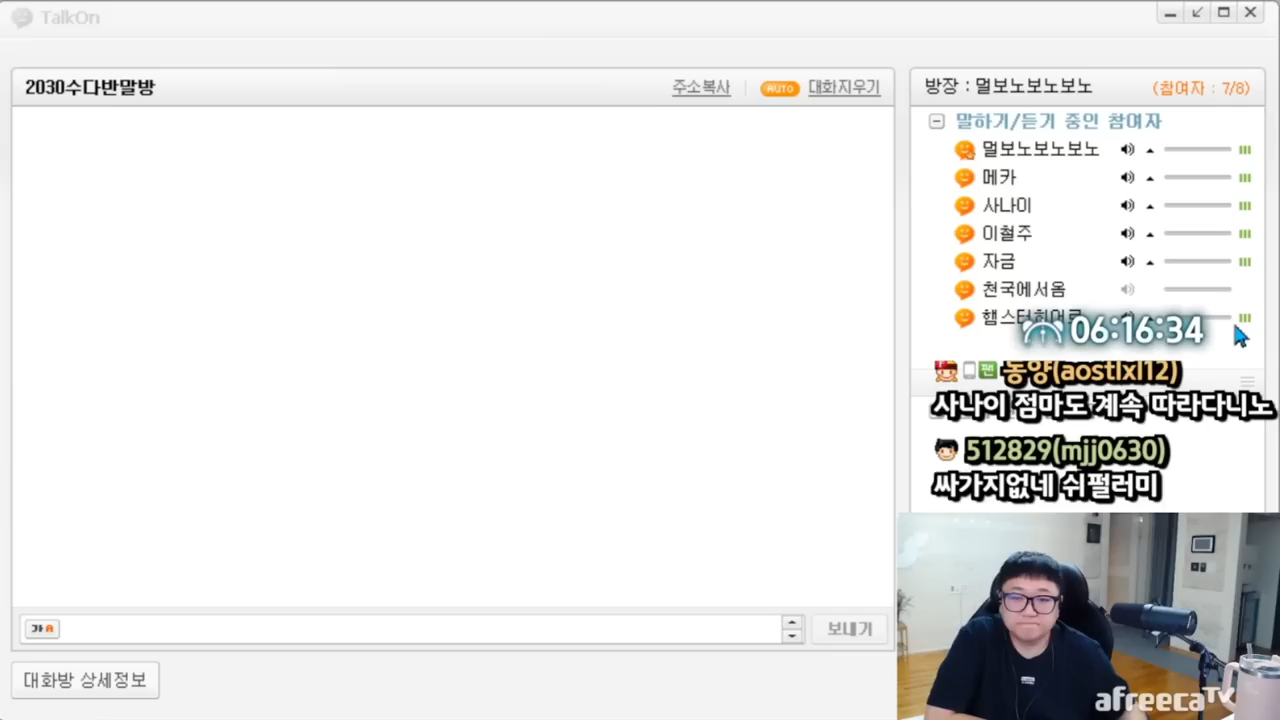 TalkOn
2030수다반말방
주소복사
AUTO
대화지우기
방장 : 멀보노보노보노
(참여자 : 7/8)
말하기/듣기 중인 참여자
멀보노보노보노
메카
사나이
이철주
자금
천국에서옴
06:16:34
팬 동양(aostlxl12)
사나이 점마도 계속 따라다니노
512829(mjj0630)
싸가지없네 쉬펄러미
가A
보내기
대화방 상세정보
afreecaTV